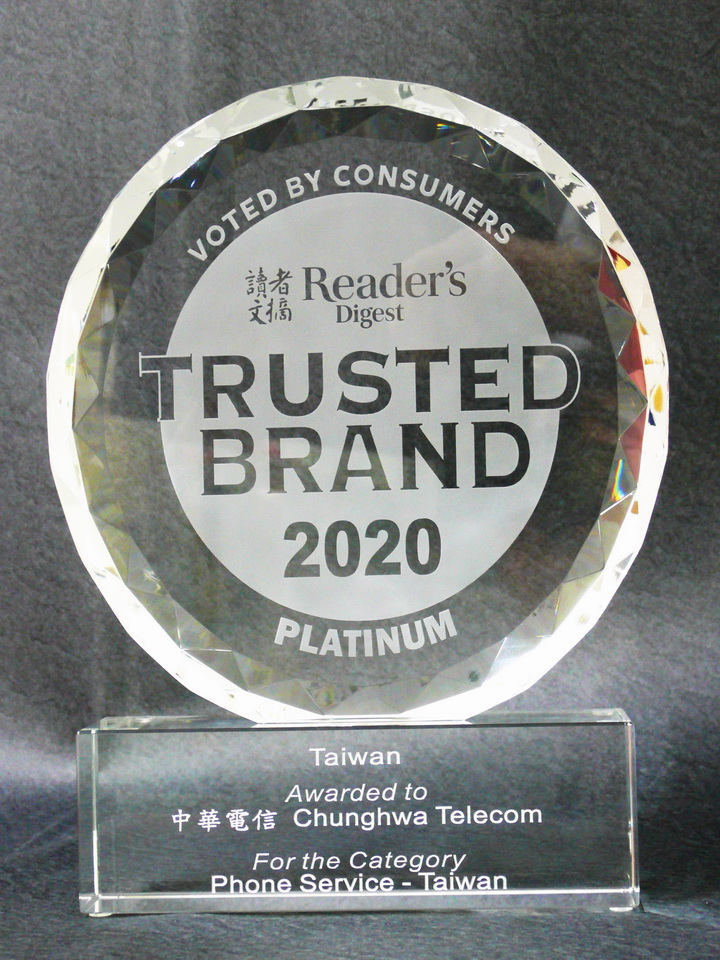 VOTED BY CONSUMERS
讀者 Reader's
文摘 Digest
TRUSTED
BRAND
2020
PLATINUM
Taiwan
Awarded to
中華電信 Chunghwa Telecom
For the Category
Phone Service - Taiwan